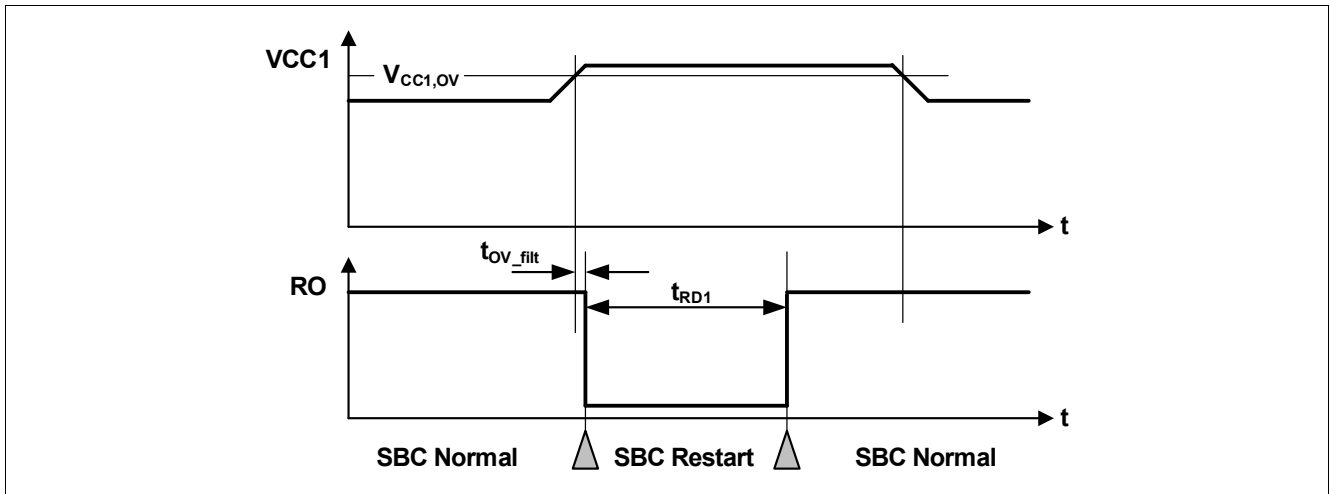 VCC1
VCC1,OV
t
tOV_filt
RO
tRD1
t
SBC Normal SBC Restart SBC Normal